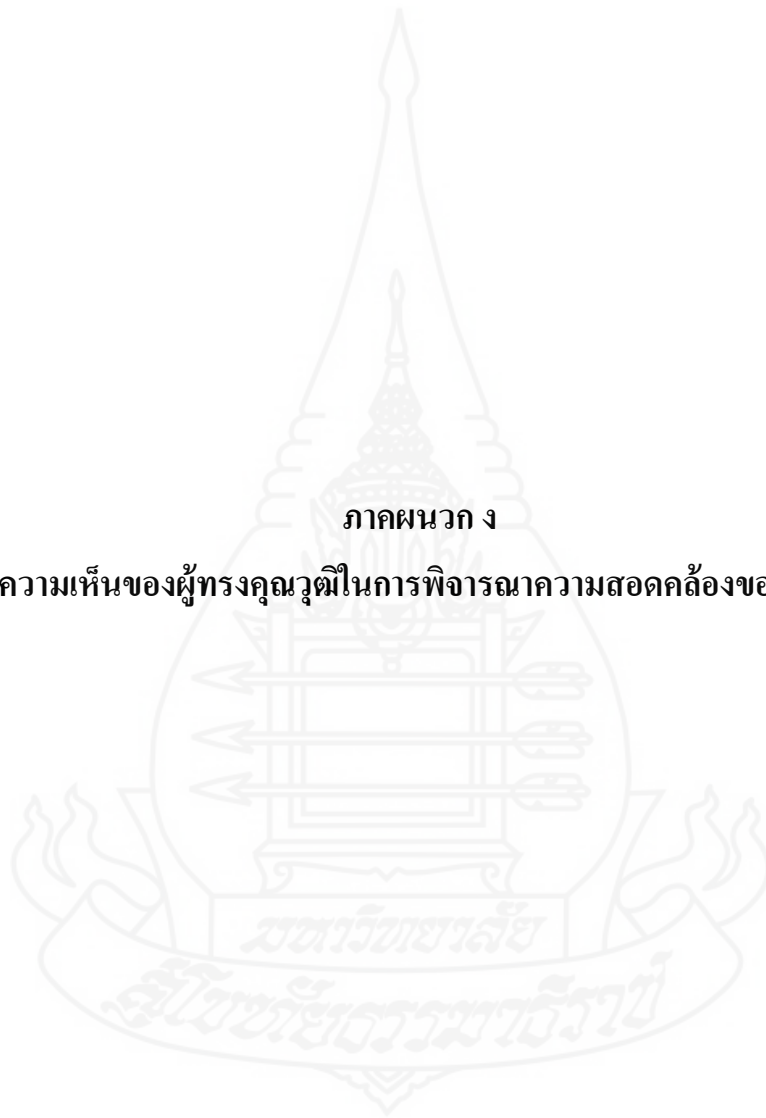 ภาคผนวก ง
ความเห็นของผู้ทรงคุณวุฒิในการพิจารณาความสอดคล้องขอ
มหาวิทยาลัย
สุโขทัยธรรมาธิราช